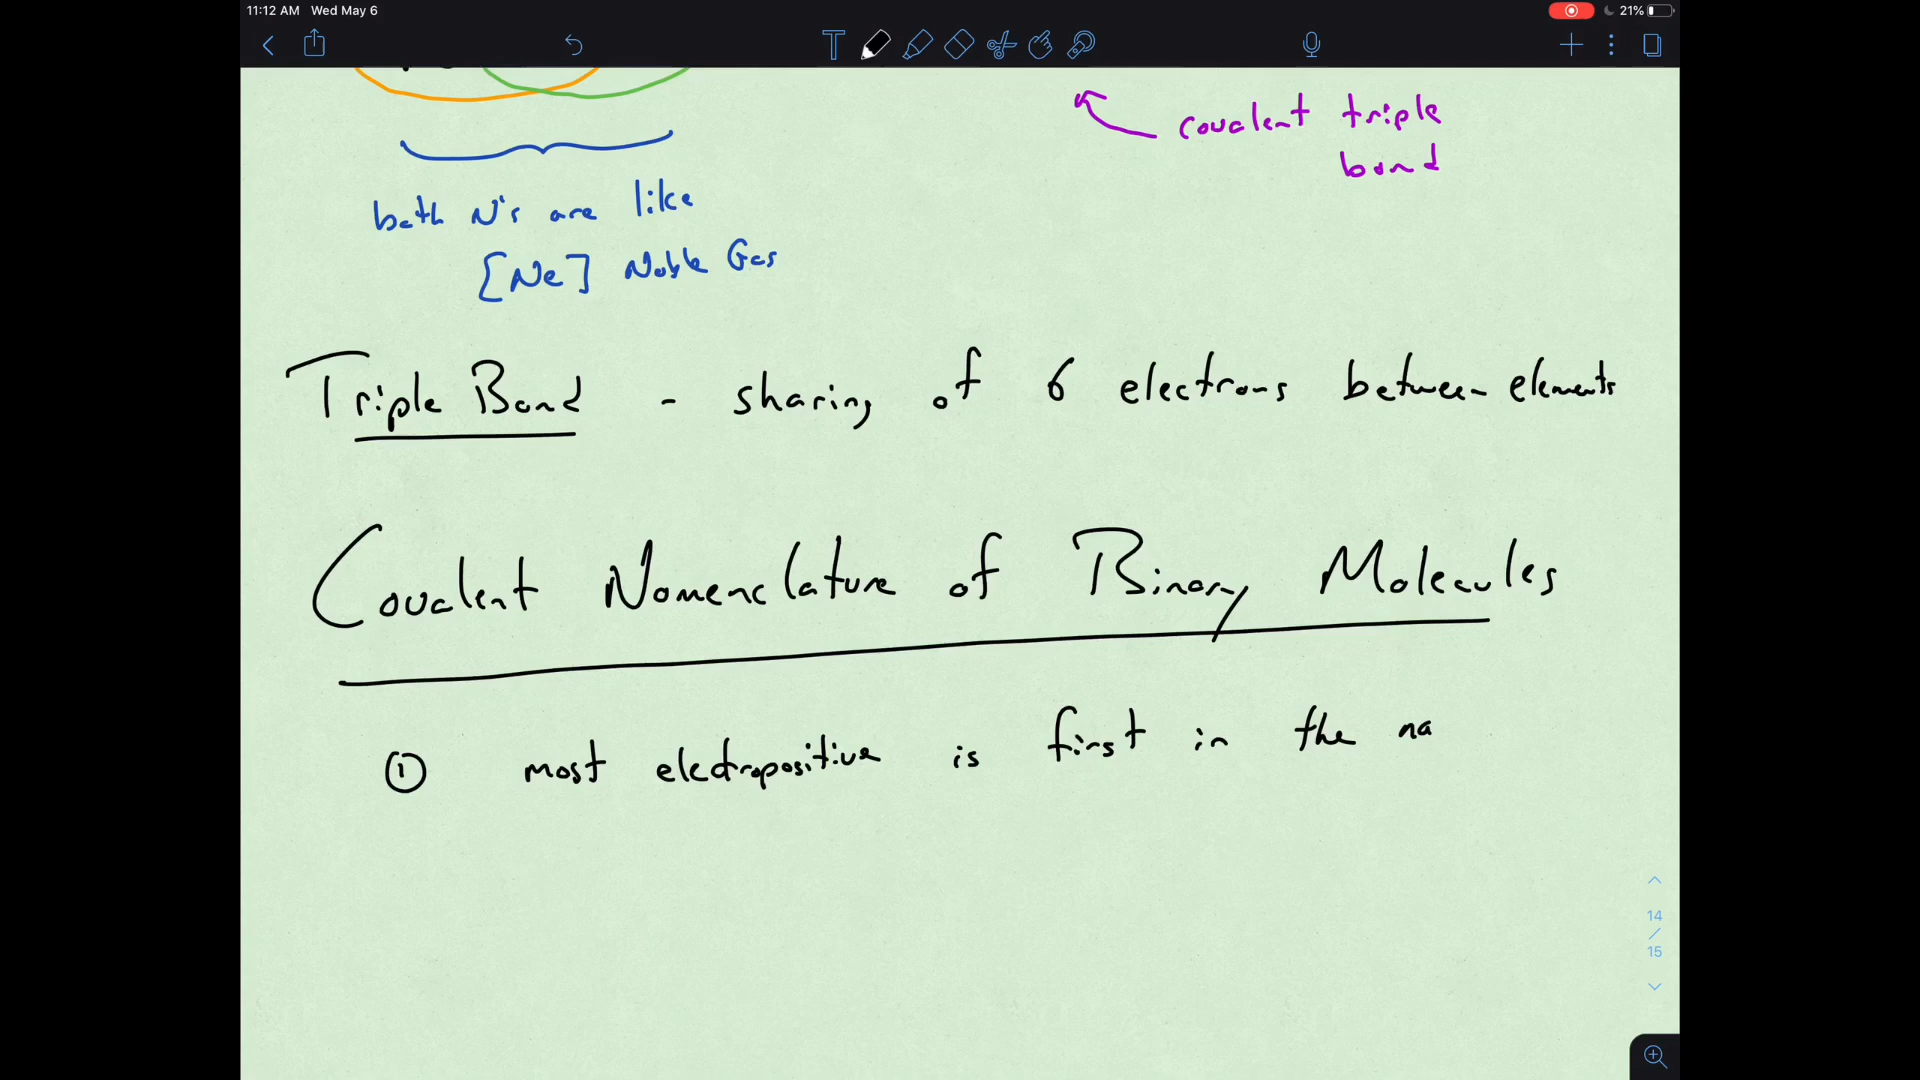 11:12 AM Wed May 6
21%
T
covalent triple
bond
both N's are like
[Ne] Noble Gas
Triple Bond - sharing of 6 electrons between elements
Covalent Nomenclature of Binary Molecules
① most electropositive is first in the na
14
/
15